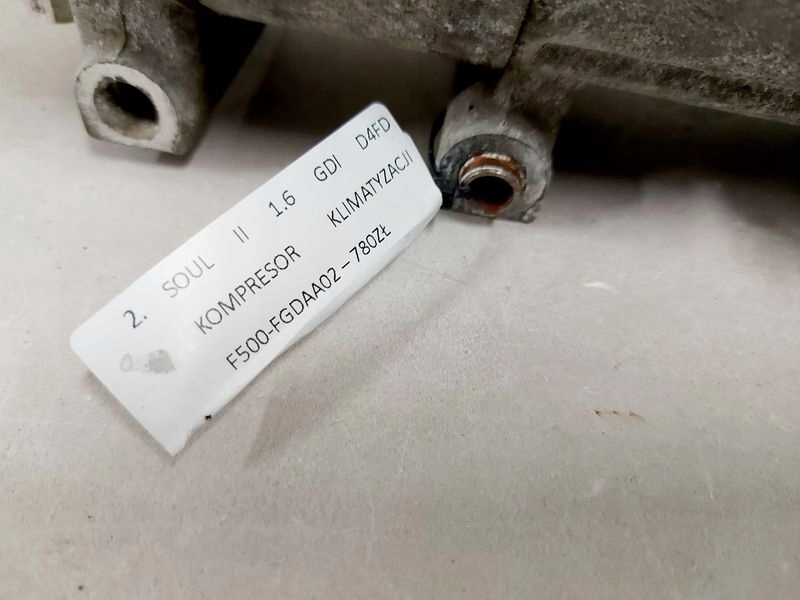 2. SOUL II 1.6 GDI D4FD
KOMPRESOR KLIMATYZACJI
F500-FGDAA02 – 780ZŁ